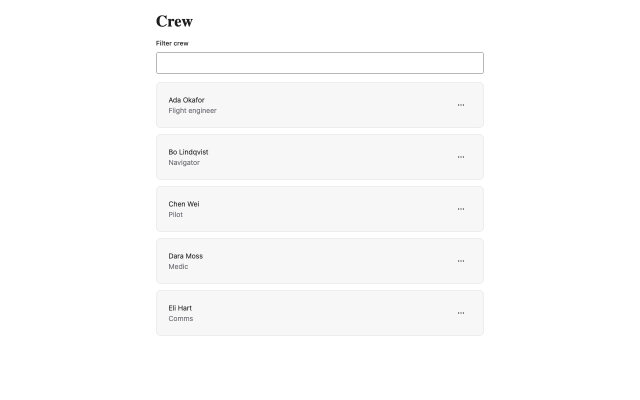 Crew
Filter crew
Ada Okafor
Flight engineer
...
Bo Lindqvist
Navigator
...
Chen Wei
Pilot
...
Dara Moss
Medic
...
Eli Hart
Comms
...